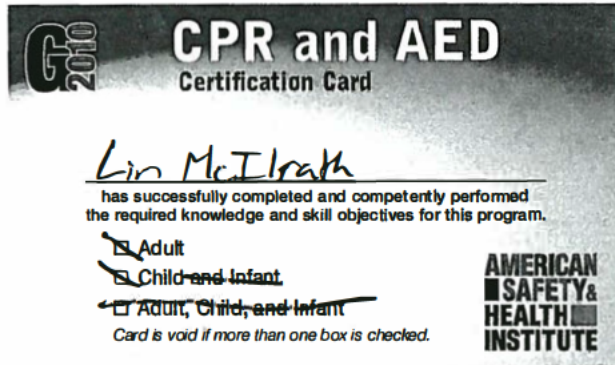 G 2010
CPR and AED
Certification Card
Lin McIlrath
has successfully completed and competently performed
the required knowledge and skill objectives for this program.
Adult
Child and Infant
Adult, Child, and Infant
Card is void if more than one box is checked.
AMERICAN
SAFETY&
HEALTH
INSTITUTE